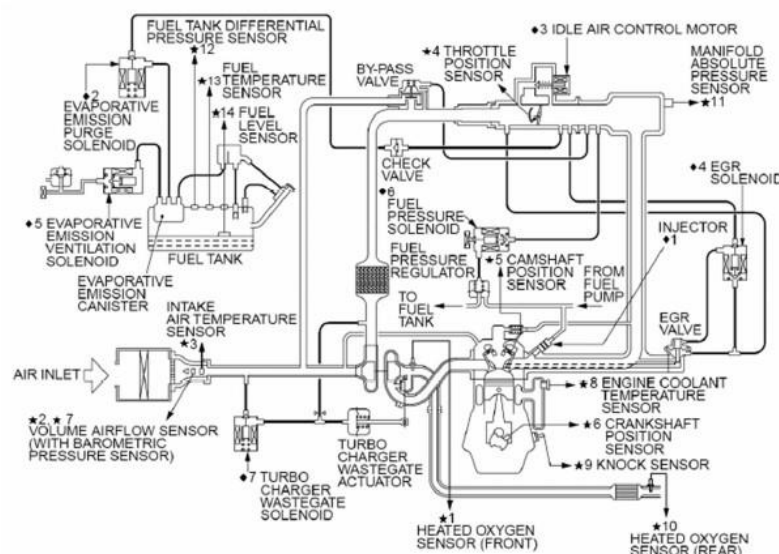 FUEL TANK DIFFERENTIAL
PRESSURE SENSOR
★12
★13 FUEL
TEMPERATURE
SENSOR
★14 FUEL
LEVEL
SENSOR
◆2
EVAPORATIVE
EMISSION
PURGE
SOLENOID
◆5 EVAPORATIVE
EMISSION
VENTILATION
SOLENOID
FUEL TANK
EVAPORATIVE
EMISSION
CANISTER
BY-PASS
VALVE
★4 THROTTLE
POSITION
SENSOR
◆3 IDLE AIR CONTROL MOTOR
MANIFOLD
ABSOLUTE
PRESSURE
SENSOR
★11
CHECK
VALVE
◆6
FUEL
PRESSURE
SOLENOID
FUEL
PRESSURE
REGULATOR
★5 CAMSHAFT
POSITION
SENSOR
INJECTOR
◆1
◆4 EGR
SOLENOID
TO
FUEL
TANK
FROM
FUEL
PUMP
EGR
VALVE
INTAKE
AIR TEMPERATURE
SENSOR
★3
AIR INLET
★2, ★7
VOLUME AIRFLOW SENSOR
(WITH BAROMETRIC
PRESSURE SENSOR)
◆7 TURBO
CHARGER
WASTEGATE
SOLENOID
TURBO
CHARGER
WASTEGATE
ACTUATOR
★8 ENGINE COOLANT
TEMPERATURE
SENSOR
★6 CRANKSHAFT
POSITION
SENSOR
★9 KNOCK SENSOR
★1
HEATED OXYGEN
SENSOR (FRONT)
★10
HEATED OXYGEN
SENSOR (REAR)